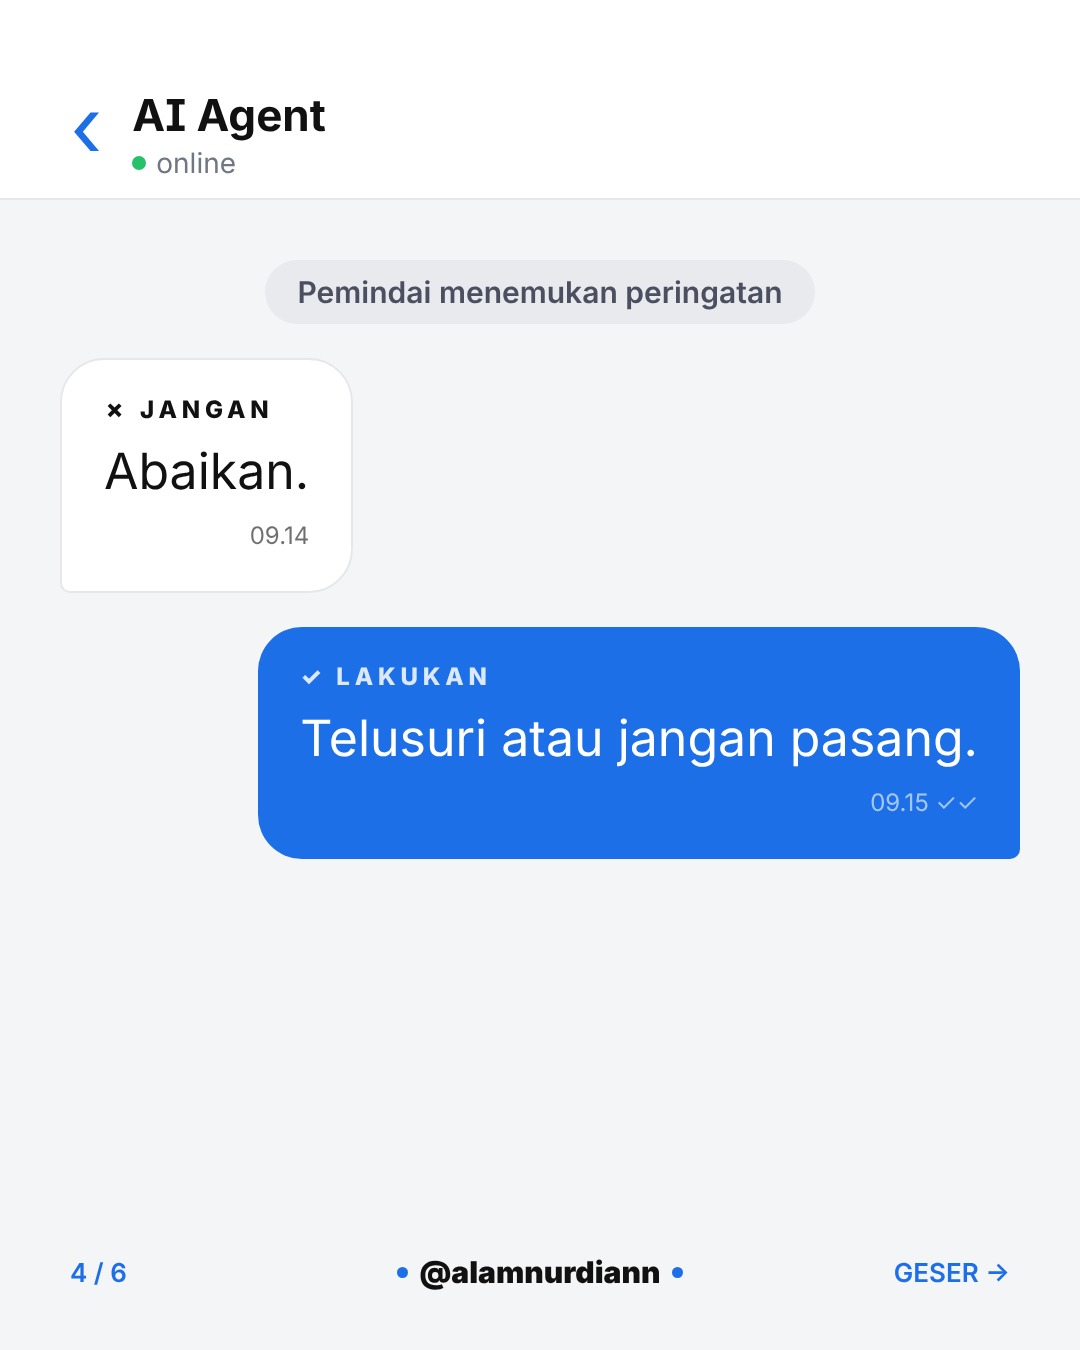 AI Agent
online
Pemindai menemukan peringatan
× JANGAN
Abaikan.
09.14
✓ LAKUKAN
Telusuri atau jangan pasang.
09.15 ✓✓
4 / 6
• @alamnurdiann •
GESER →